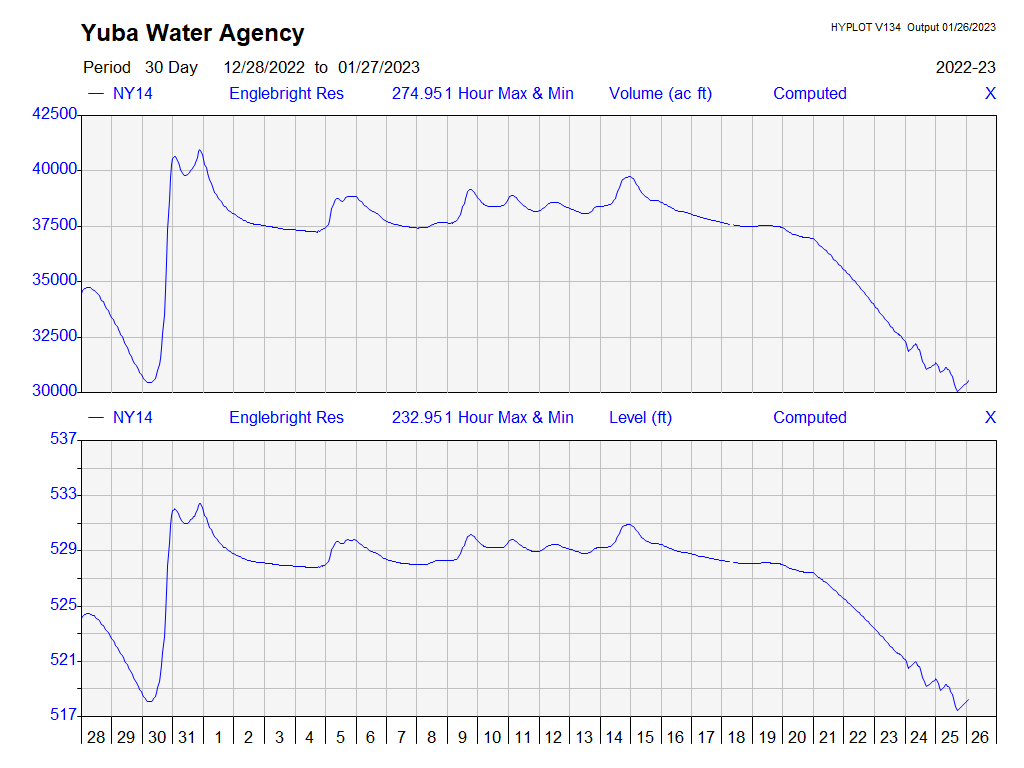 Yuba Water Agency
HYPLOT V134 Output 01/26/2023
Period 30 Day 12/28/2022 to 01/27/2023 2022-23
NY14 Englebright Res 274.951 Hour Max & Min Volume (ac ft) Computed X
42500
40000
37500
35000
32500
30000
NY14 Englebright Res 232.951 Hour Max & Min Level (ft) Computed X
537
533
529
525
521
517
28 29 30 31 1 2 3 4 5 6 7 8 9 10 11 12 13 14 15 16 17 18 19 20 21 22 23 24 25 26